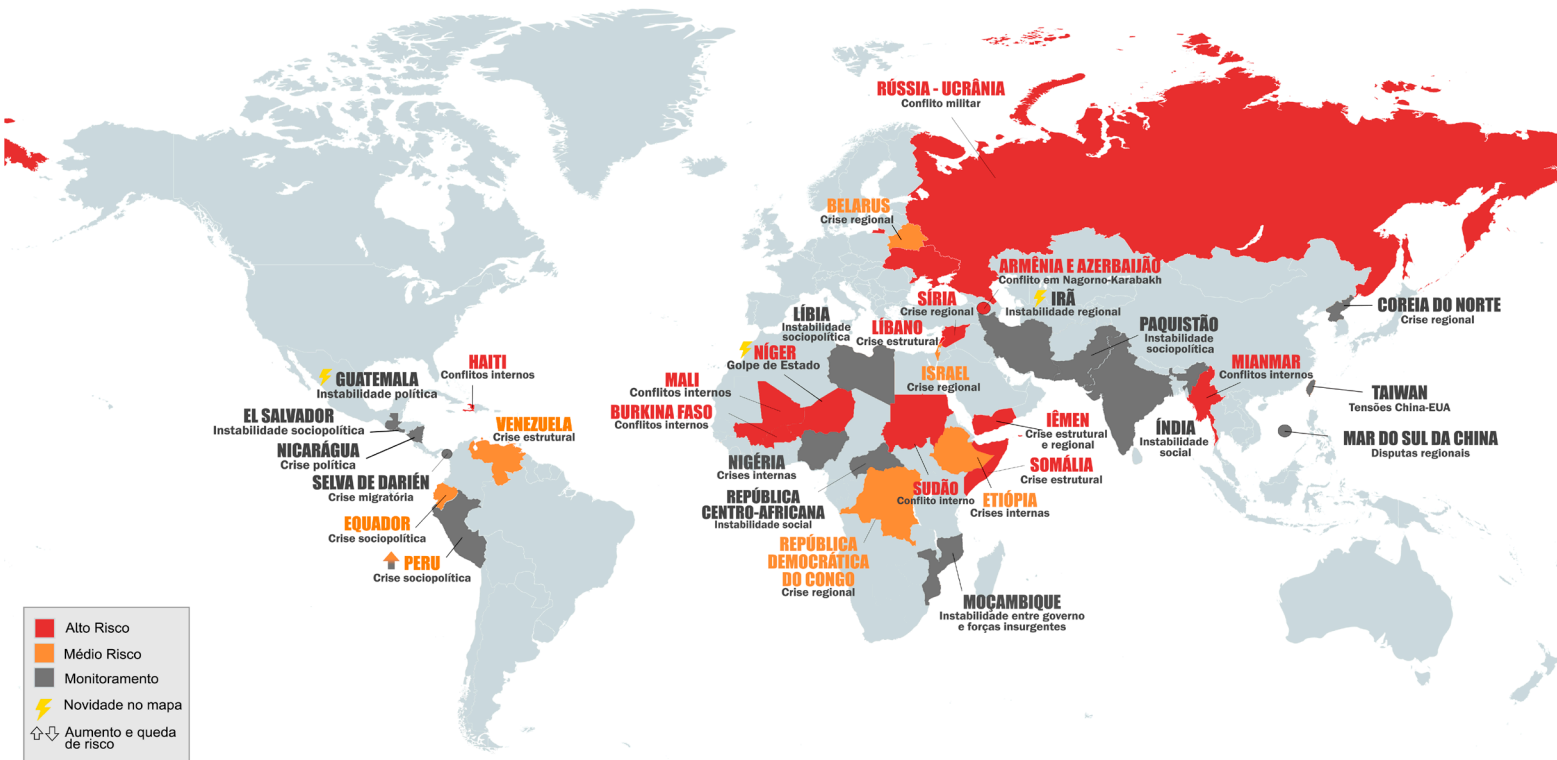 RÚSSIA - UCRÂNIA
Conflito militar
BELARUS
Crise regional
ARMÊNIA E AZERBAIJÃO
Conflito em Nagorno-Karabakh
SÍRIA
Crise regional
IRÃ
Instabilidade regional
LÍBIA
Instabilidade
sociopolítica
LÍBANO
Crise estrutural
PAQUISTÃO
Instabilidade
sociopolítica
COREIA DO NORTE
Crise regional
NÍGER
Golpe de Estado
ISRAEL
Crise regional
MIANMAR
Conflitos internos
HAITI
Conflitos internos
GUATEMALA
Instabilidade política
MALI
Conflitos internos
TAIWAN
Tensões China-EUA
EL SALVADOR
Instabilidade sociopolítica
VENEZUELA
Crise estrutural
BURKINA FASO
Conflitos internos
IÊMEN
Crise estrutural
e regional
ÍNDIA
Instabilidade
social
MAR DO SUL DA CHINA
Disputas regionais
NICARÁGUA
Crise política
NIGÉRIA
Crises internas
SOMÁLIA
Crise estrutural
SELVA DE DARIÉN
Crise migratória
REPÚBLICA
CENTRO-AFRICANA
Instabilidade social
SUDÃO
Conflito interno
ETIÓPIA
Crises internas
EQUADOR
Crise sociopolítica
PERU
Crise sociopolítica
REPÚBLICA
DEMOCRÁTICA
DO CONGO
Crise regional
MOÇAMBIQUE
Instabilidade entre governo
e forças insurgentes
Alto Risco
Médio Risco
Monitoramento
Novidade no mapa
Aumento e queda
de risco